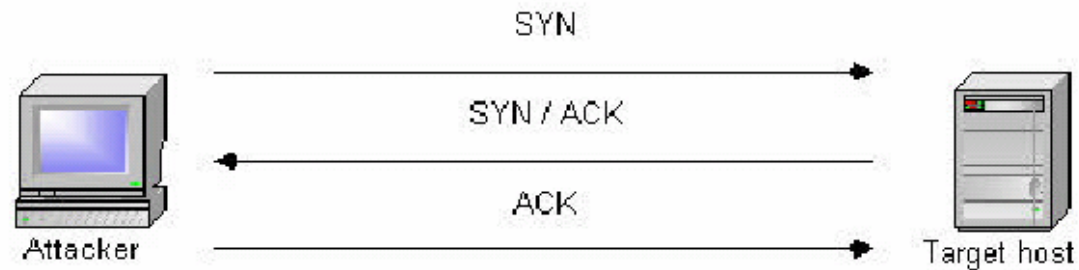 SYN
SYN / ACK
ACK
Attacker
Target host